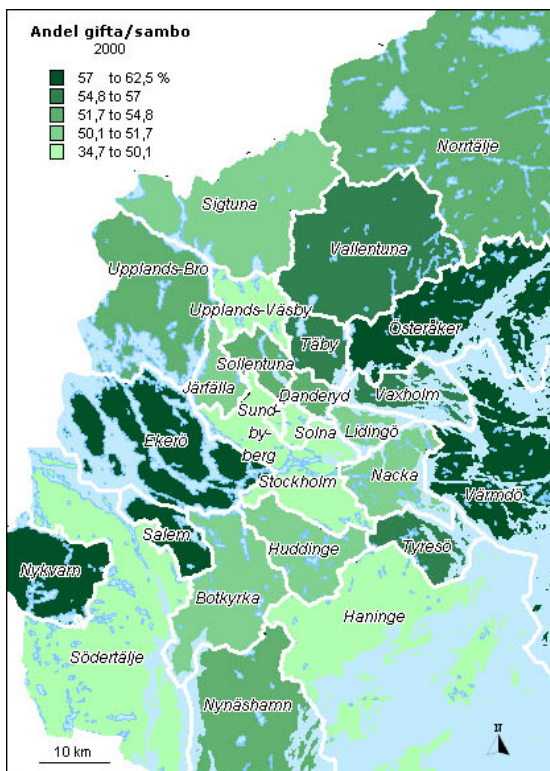 Andel gifta/sambo
2000
57 to 62,5 %
54,8 to 57
51,7 to 54,8
50,1 to 51,7
34,7 to 50,1
Norrtälje
Sigtuna
Vallentuna
Upplands-Bro
Upplands-Väsby
Österåker
Täby
Sollentuna
Järfälla
Danderyd
Vaxholm
Sund-
by-
berg
Solna
Lidingö
Ekerö
Nacka
Stockholm
Värmdö
Salem
Huddinge
Tyresö
Nykvarn
Botkyrka
Haninge
Södertälje
Nynäshamn
10 km